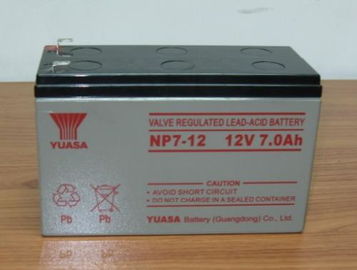 VALVE REGULATED LEAD-ACID BATTERY
YUASA
NP7-12 12V 7.0Ah
CAUTION
• AVOID SHORT CIRCUIT
• DO NOT CHARGE IN A SEALED CONTAINER
Pb Pb
YUASA Battery (Guangdong) Co., Ltd.